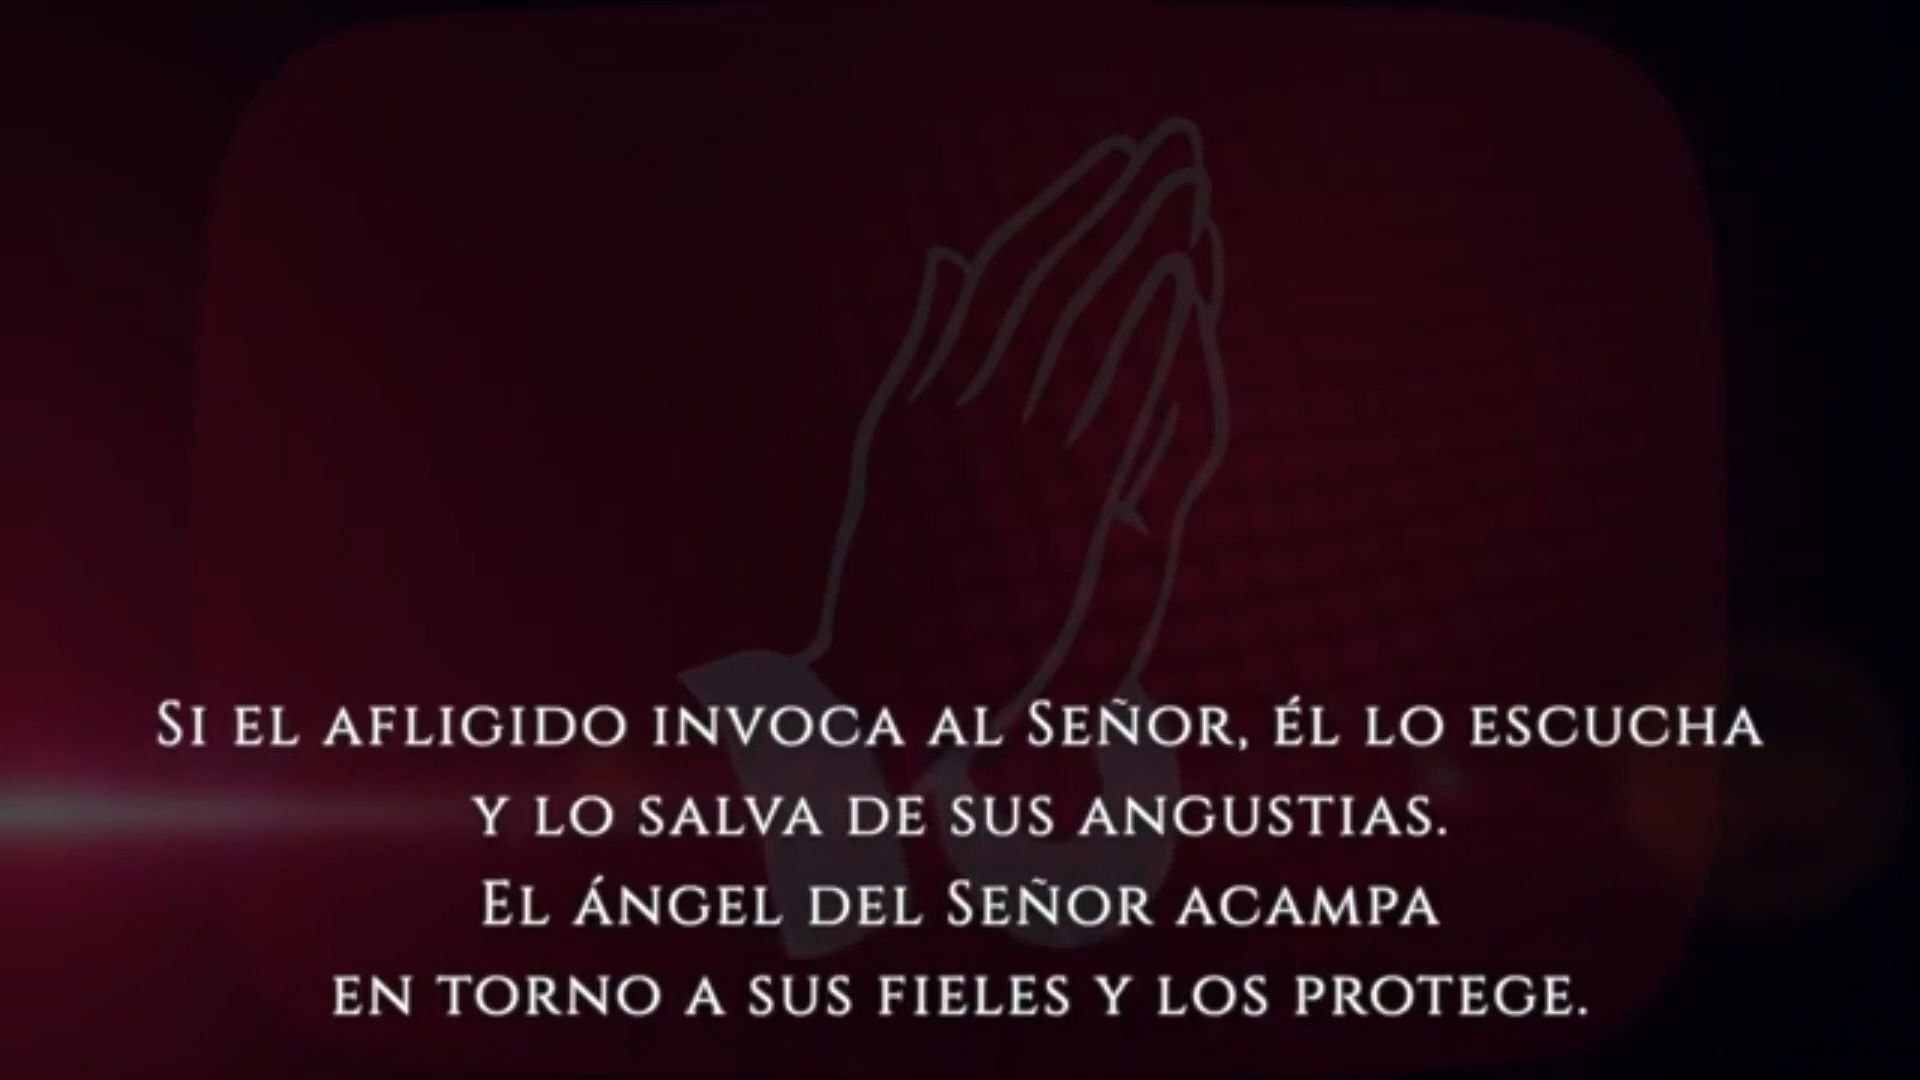 Si el afligido invoca al Señor, él lo escucha
y lo salva de sus angustias.
El ángel del Señor acampa
en torno a sus fieles y los protege.